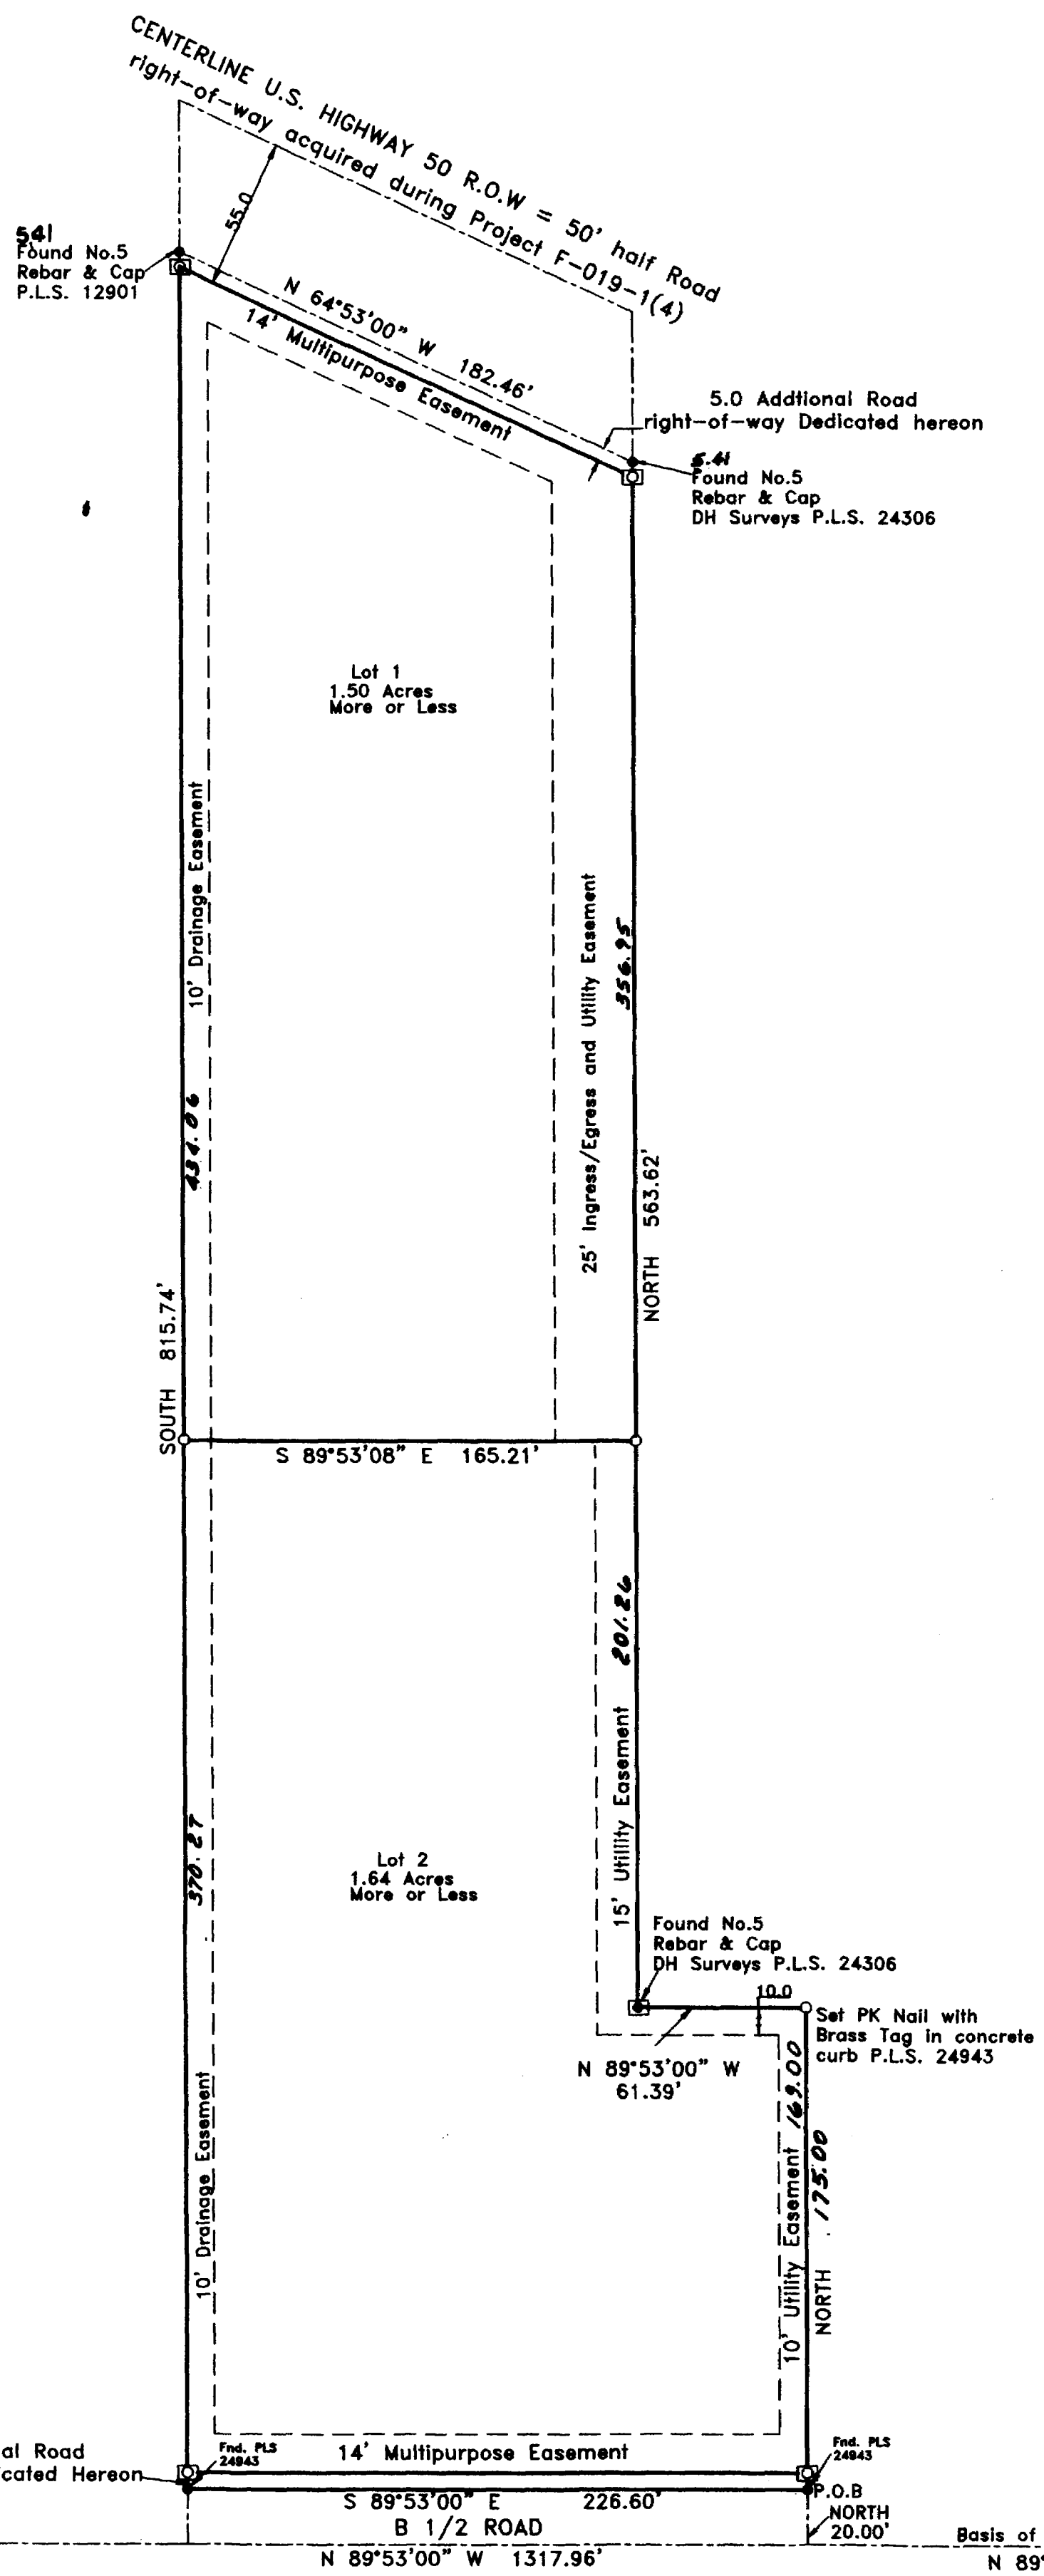 CENTERLINE U.S. HIGHWAY 50 R.O.W = 50' half Road
right-of-way acquired during Project F-019-1(4)
55.0
541
Found No.5
Rebar & Cap
P.L.S. 12901
N 64°53'00" W 182.46'
14' Multipurpose Easement
5.0 Addtional Road
right-of-way Dedicated hereon
5.41
Found No.5
Rebar & Cap
DH Surveys P.L.S. 24306
Lot 1
1.50 Acres
More or Less
10' Drainage Easement
434.06
25' Ingress/Egress and Utility Easement
356.95
NORTH 563.62'
SOUTH 815.74'
S 89°53'08" E 165.21'
201.26
15' Utility Easement
370.27
Lot 2
1.64 Acres
More or Less
Found No.5
Rebar & Cap
DH Surveys P.L.S. 24306
10.0
Set PK Nail with
Brass Tag in concrete
curb P.L.S. 24943
N 89°53'00" W
61.39'
10' Drainage Easement
10' Utility Easement 169.00
NORTH 175.00
al Road
cated Hereon
Fnd. PLS
24943
14' Multipurpose Easement
Fnd. PLS
24943
P.O.B
S 89°53'00" E 226.60'
NORTH
20.00'
B 1/2 ROAD
Basis of
N 89°53'00" W 1317.96'
N 89°